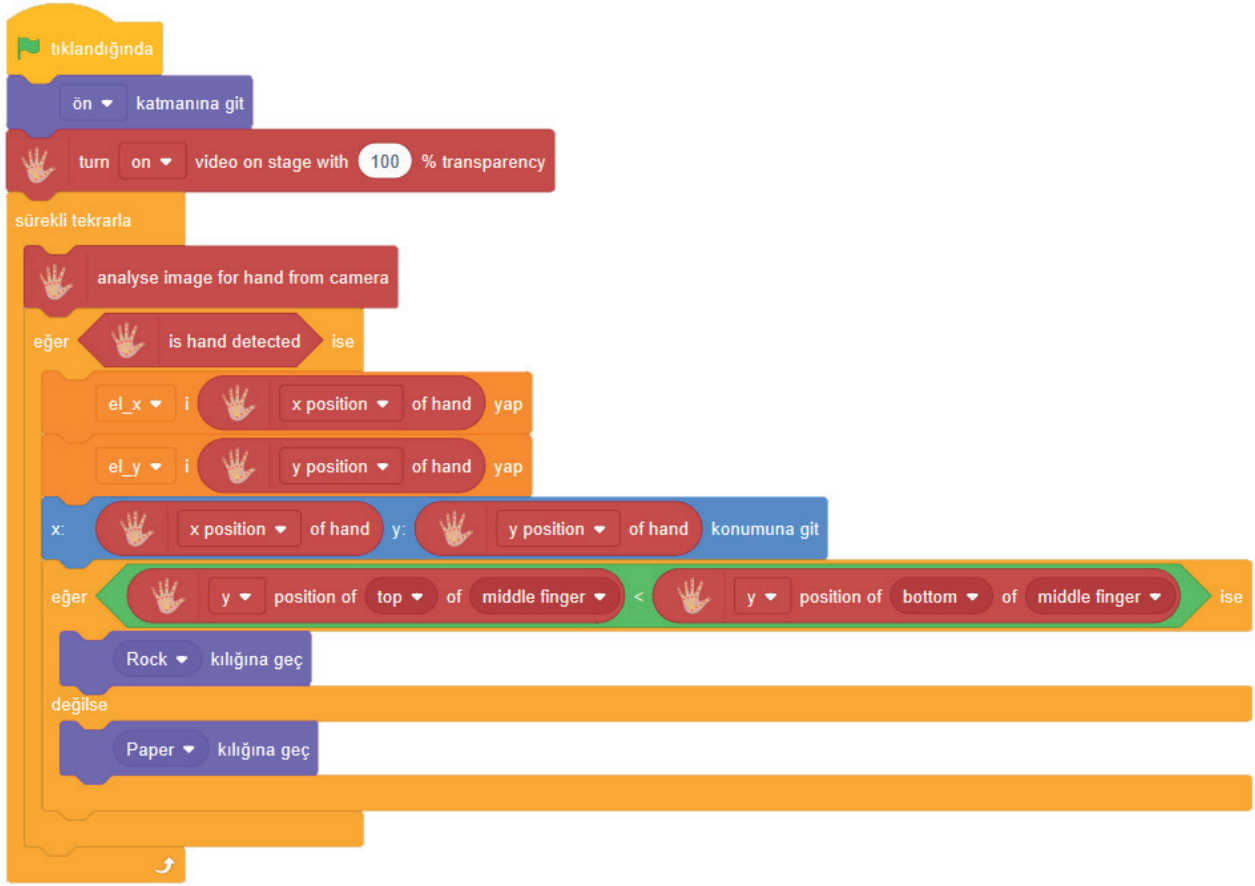 tıklandığında
ön katmanına git
turn on video on stage with 100 % transparency
sürekli tekrarla
analyse image for hand from camera
eğer is hand detected ise
el_x i x position of hand yap
el_y i y position of hand yap
x: x position of hand y: y position of hand konumuna git
eğer y position of top of middle finger < y position of bottom of middle finger ise
Rock kılığına geç
değilse
Paper kılığına geç